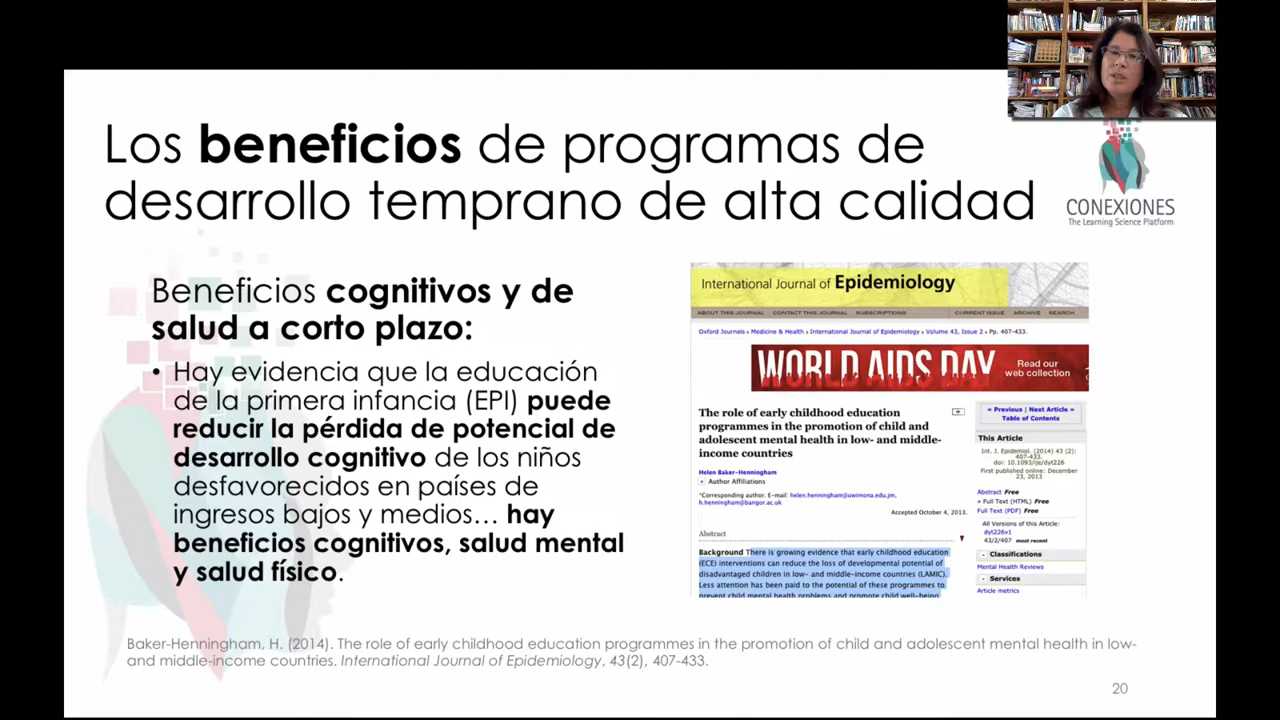 Los beneficios de programas de
desarrollo temprano de alta calidad
CONEXIONES
The Learning Science Platform
Beneficios cognitivos y de
salud a corto plazo:
• Hay evidencia que la educación
de la primera infancia (EPI) puede
reducir la pérdida de potencial de
desarrollo cognitivo de los niños
desfavorecidos en países de
ingresos bajos y medios… hay
beneficios cognitivos, salud mental
y salud físico.
International Journal of Epidemiology
ABOUT THIS JOURNAL CONTACT THIS JOURNAL SUBSCRIPTIONS CURRENT ISSUE ARCHIVE SEARCH
Oxford Journals > Medicine & Health > International Journal of Epidemiology > Volume 43, Issue 2 > Pp. 407-433.
WORLD AIDS DAY
Read our
web collection
The role of early childhood education
programmes in the promotion of child and
adolescent mental health in low- and middle-
income countries
Helen Baker-Henningham
Author Affiliations
*Corresponding author. E-mail: helen.henningham@uwimona.edu.jm,
h.henningham@bangor.ac.uk
Accepted October 4, 2013.
Abstract
Background There is growing evidence that early childhood education
(ECE) interventions can reduce the loss of developmental potential of
disadvantaged children in low- and middle-income countries (LAMIC).
Less attention has been paid to the potential of these programmes to
prevent child mental health problems and promote child well-being
« Previous | Next Article »
Table of Contents
This Article
Int. J. Epidemiol. (2014) 43 (2):
407-433.
doi: 10.1093/ije/dyt226
First published online: December
23, 2013
Abstract Free
» Full Text (HTML) Free
Full Text (PDF) Free
All Versions of this Article:
dyt226v1
43/2/407 most recent
- Classifications
Mental Health Reviews
- Services
Article metrics
Baker-Henningham, H. (2014). The role of early childhood education programmes in the promotion of child and adolescent mental health in low-
and middle-income countries. International Journal of Epidemiology, 43(2), 407-433.
20